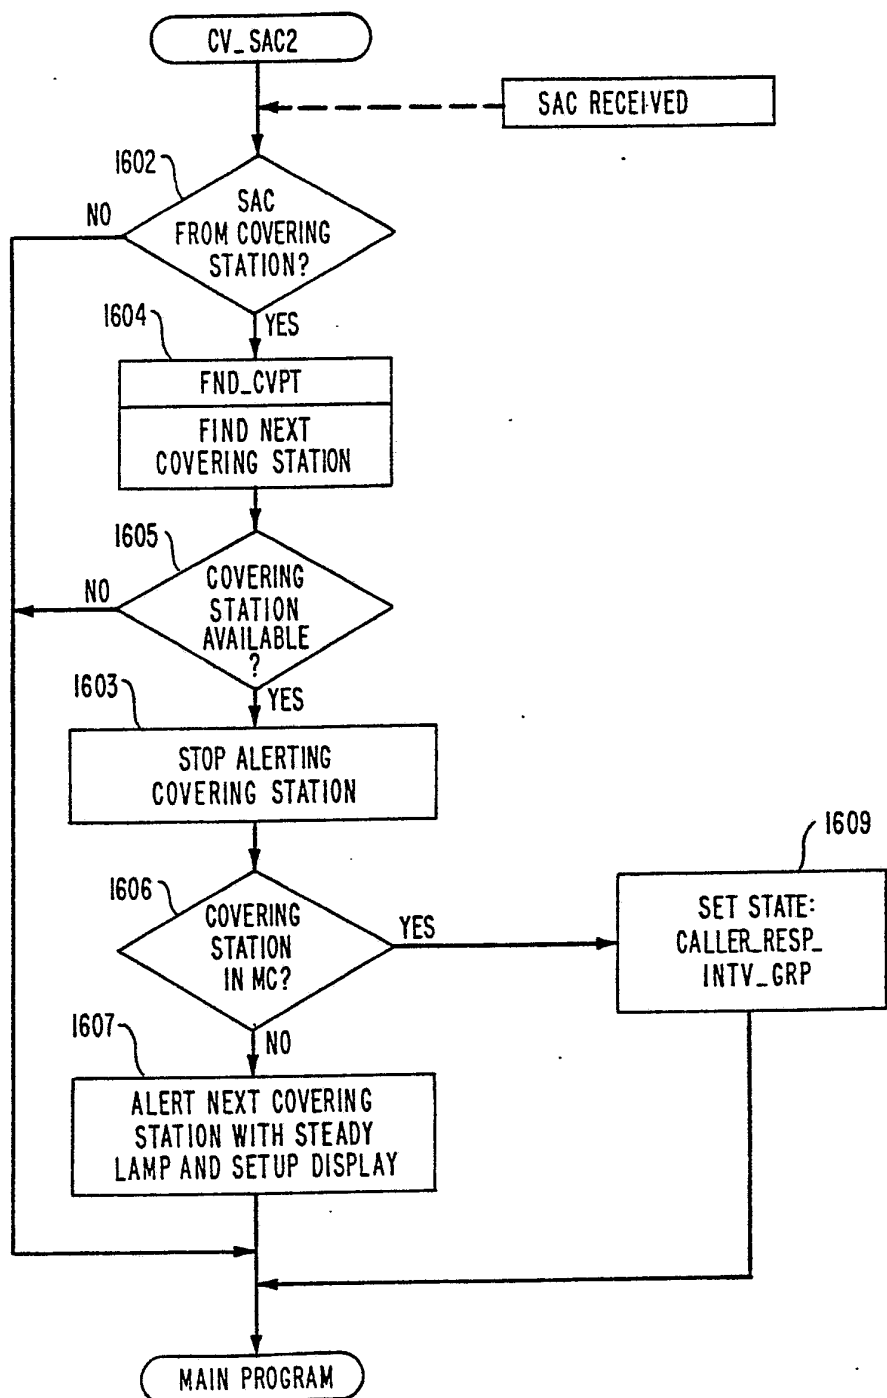 CV_SAC2
SAC RECEIVED
1602
SAC
FROM COVERING
STATION?
NO
YES
1604
FND_CVPT
FIND NEXT
COVERING STATION
1605
COVERING
STATION
AVAILABLE
?
NO
YES
1603
STOP ALERTING
COVERING STATION
1606
COVERING
STATION
IN MC?
YES
1609
SET STATE:
CALLER_RESP_
INTV_GRP
NO
1607
ALERT NEXT COVERING
STATION WITH STEADY
LAMP AND SETUP DISPLAY
MAIN PROGRAM